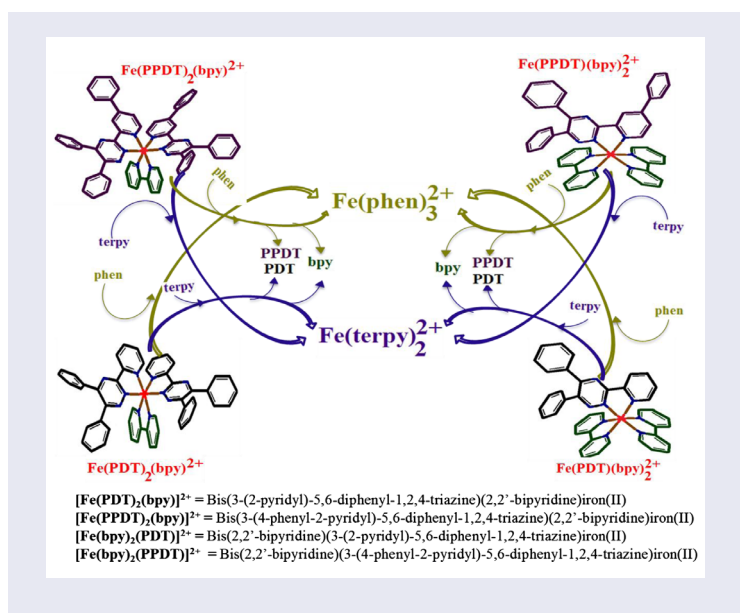 Fe(PPDT)₂(bpy)²⁺
Fe(PPDT)(bpy)₂²⁺
phen
phen
Fe(phen)₃²⁺
terpy
terpy
PPDT
PDT
bpy
bpy
PPDT
PDT
phen
terpy
terpy
phen
Fe(terpy)₂²⁺
Fe(PDT)₂(bpy)²⁺
Fe(PDT)(bpy)₂²⁺
[Fe(PDT)₂(bpy)]²⁺ = Bis(3-(2-pyridyl)-5,6-diphenyl-1,2,4-triazine)(2,2’-bipyridine)iron(II)
[Fe(PPDT)₂(bpy)]²⁺ = Bis(3-(4-phenyl-2-pyridyl)-5,6-diphenyl-1,2,4-triazine)(2,2’-bipyridine)iron(II)
[Fe(bpy)₂(PDT)]²⁺ = Bis(2,2’-bipyridine)(3-(2-pyridyl)-5,6-diphenyl-1,2,4-triazine)iron(II)
[Fe(bpy)₂(PPDT)]²⁺ = Bis(2,2’-bipyridine)(3-(4-phenyl-2-pyridyl)-5,6-diphenyl-1,2,4-triazine)iron(II)